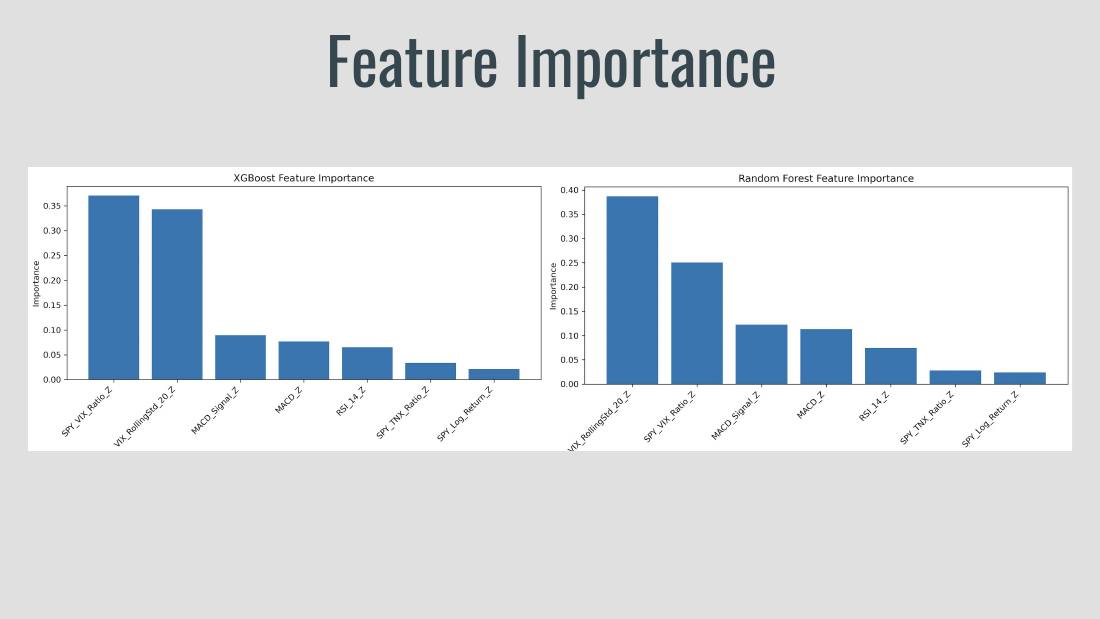 Feature Importance
XGBoost Feature Importance
Importance
0.35
0.30
0.25
0.20
0.15
0.10
0.05
0.00
SPY_VIX_Ratio_Z
VIX_RollingStd_20_Z
MACD_Signal_Z
MACD_Z
RSI_14_Z
SPY_TNX_Ratio_Z
SPY_Log_Return_Z
Random Forest Feature Importance
Importance
0.40
0.35
0.30
0.25
0.20
0.15
0.10
0.05
0.00
VIX_RollingStd_20_Z
SPY_VIX_Ratio_Z
MACD_Signal_Z
MACD_Z
RSI_14_Z
SPY_TNX_Ratio_Z
SPY_Log_Return_Z